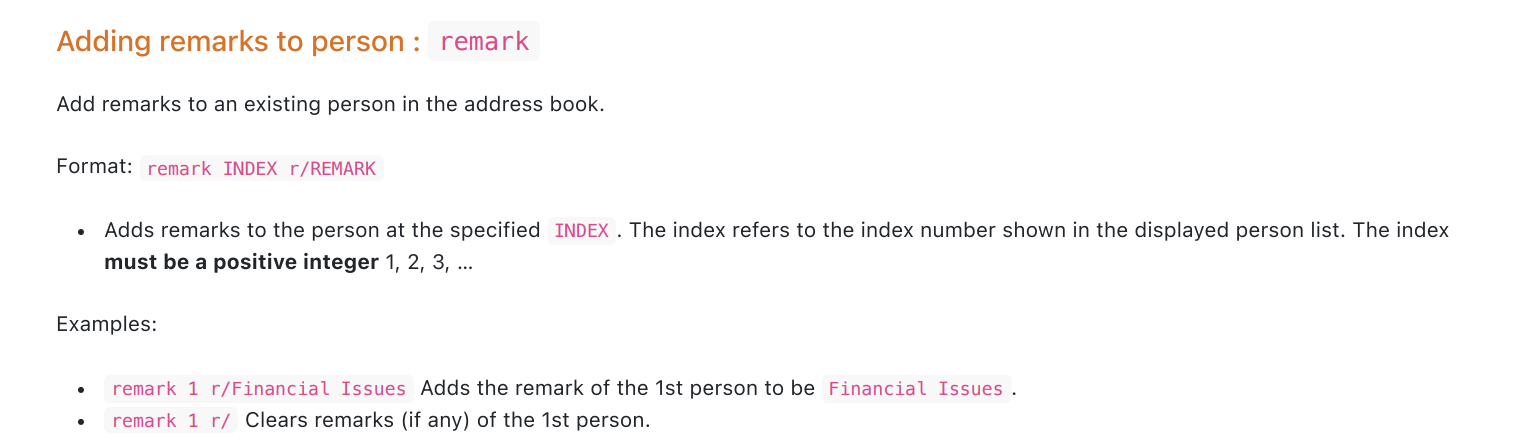 Adding remarks to person : remark
Add remarks to an existing person in the address book.
Format: remark INDEX r/REMARK
• Adds remarks to the person at the specified INDEX . The index refers to the index number shown in the displayed person list. The index
must be a positive integer 1, 2, 3, …
Examples:
• remark 1 r/Financial Issues Adds the remark of the 1st person to be Financial Issues .
• remark 1 r/ Clears remarks (if any) of the 1st person.